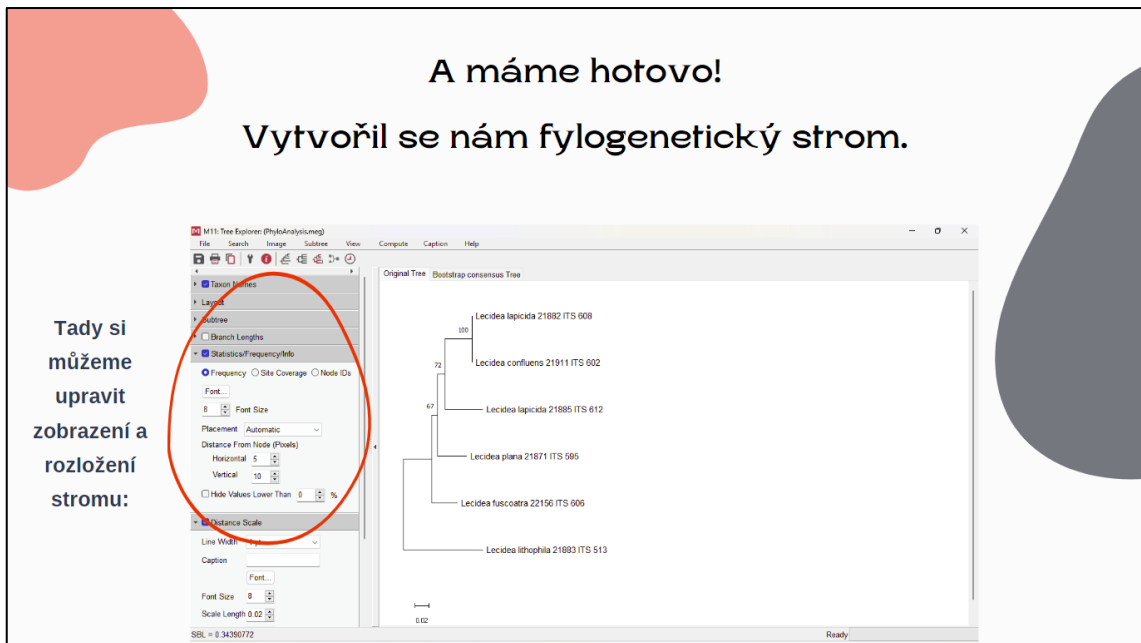 A máme hotovo!
Vytvořil se nám fylogenetický strom.
Tady si
můžeme
upravit
zobrazení a
rozložení
stromu:
M11: Tree Explorer: (PhyloAnalysis.meg)
File Search Image Subtree View Compute Caption Help
Taxon Names
Layout
Subtree
Branch Lengths
Statistics/Frequency/Info
Frequency Site Coverage Node IDs
Font...
8 Font Size
Placement Automatic
Distance From Node (Pixels)
Horizontal 5
Vertical 10
Hide Values Lower Than 0 %
Distance Scale
Line Width
Caption
Font...
Font Size 8
Scale Length 0.02
SBL = 0.34390772
Original Tree Bootstrap consensus Tree
Lecidea lapicida 21882 ITS 608
100
Lecidea confluens 21911 ITS 602
72
Lecidea lapicida 21885 ITS 612
67
Lecidea plana 21871 ITS 595
Lecidea fuscoatra 22156 ITS 606
Lecidea lithophila 21883 ITS 513
0.02
Ready